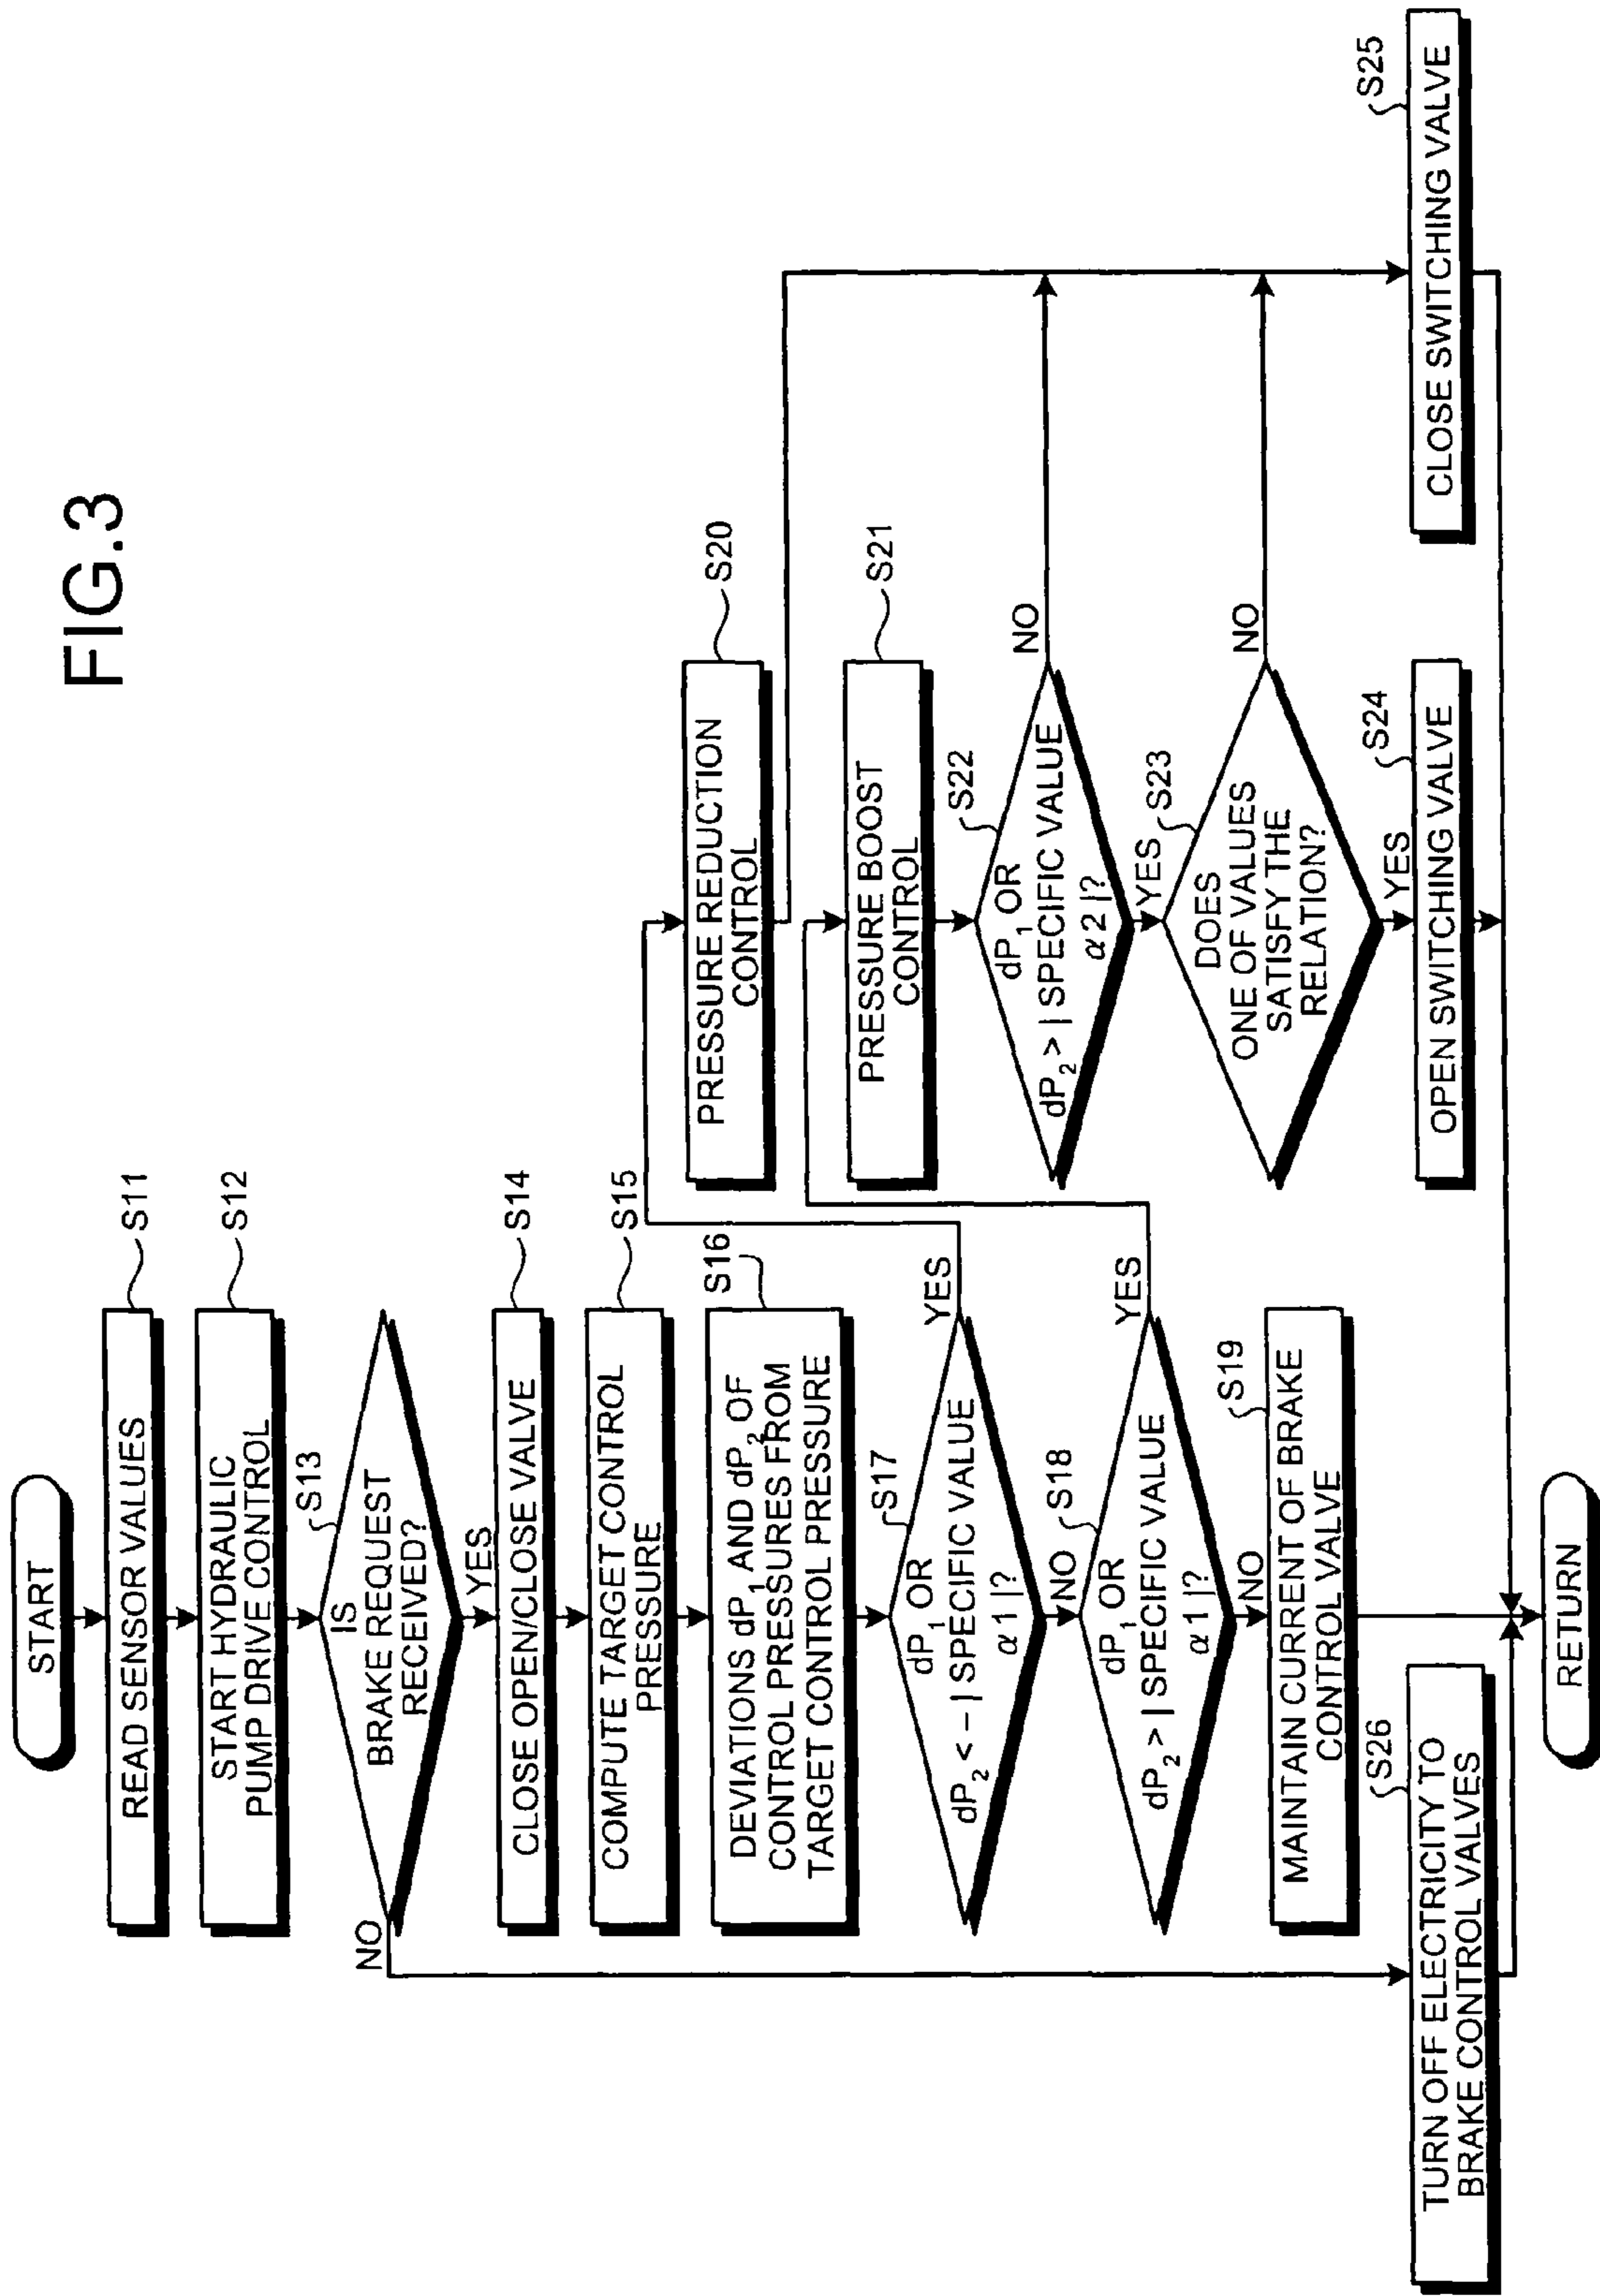 FIG.3
START
READ SENSOR VALUES
S11
START HYDRAULIC
PUMP DRIVE CONTROL
S12
S13
IS
BRAKE REQUEST
RECEIVED?
NO
YES
CLOSE OPEN/CLOSE VALVE
S14
COMPUTE TARGET CONTROL
PRESSURE
S15
S16
DEVIATIONS dP1 AND dP2 OF
CONTROL PRESSURES FROM
TARGET CONTROL PRESSURE
S17
dP1 OR
dP2 < − | SPECIFIC VALUE
α1 |?
YES
NO
S18
dP1 OR
dP2 > | SPECIFIC VALUE
α1 |?
YES
NO
S19
MAINTAIN CURRENT OF BRAKE
CONTROL VALVE
S20
PRESSURE REDUCTION
CONTROL
S21
PRESSURE BOOST
CONTROL
S22
dP1 OR
dP2 > | SPECIFIC VALUE
α2 |?
NO
YES
S23
DOES
ONE OF VALUES
SATISFY THE
RELATION?
NO
YES
S24
OPEN SWITCHING VALVE
S25
CLOSE SWITCHING VALVE
S26
TURN OFF ELECTRICITY TO
BRAKE CONTROL VALVES
RETURN